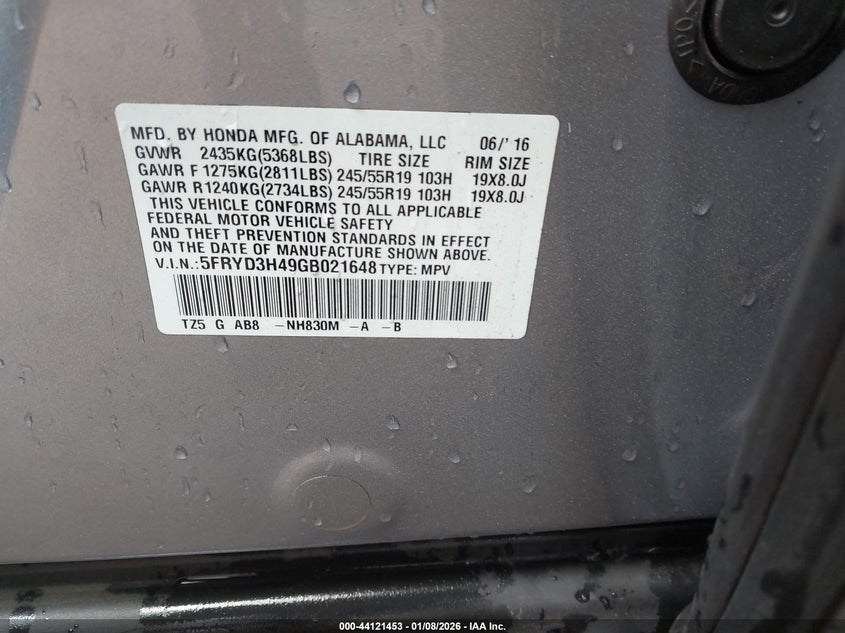 MFD. BY HONDA MFG. OF ALABAMA, LLC 06/' 16
GVWR 2435KG(5368LBS) TIRE SIZE RIM SIZE
GAWR F 1275KG(2811LBS) 245/55R19 103H 19X8.0J
GAWR R1240KG(2734LBS) 245/55R19 103H 19X8.0J
THIS VEHICLE CONFORMS TO ALL APPLICABLE
FEDERAL MOTOR VEHICLE SAFETY
AND THEFT PREVENTION STANDARDS IN EFFECT
ON THE DATE OF MANUFACTURE SHOWN ABOVE.
V.I.N.:5FRYD3H49GB021648 TYPE: MPV
TZ5 G AB8 -NH830M -A -B
000-44121453 - 01/08/2026 - IAA Inc.